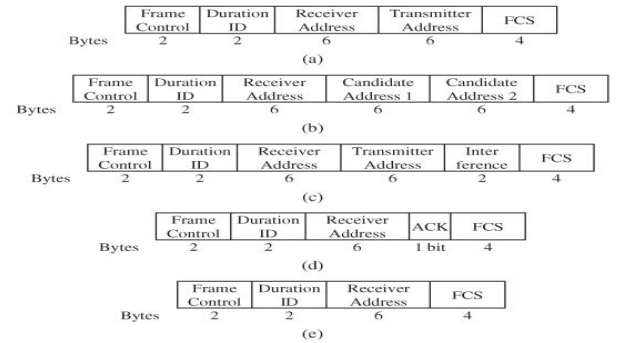 Frame Control Duration ID Receiver Address Transmitter Address FCS
Bytes 2 2 6 6 4
(a)
Frame Control Duration ID Receiver Address Candidate Address 1 Candidate Address 2 FCS
Bytes 2 2 6 6 6 4
(b)
Frame Control Duration ID Receiver Address Transmitter Address Inter ference FCS
Bytes 2 2 6 6 2 4
(c)
Frame Control Duration ID Receiver Address ACK FCS
Bytes 2 2 6 1 bit 4
(d)
Frame Control Duration ID Receiver Address FCS
Bytes 2 2 6 4
(e)